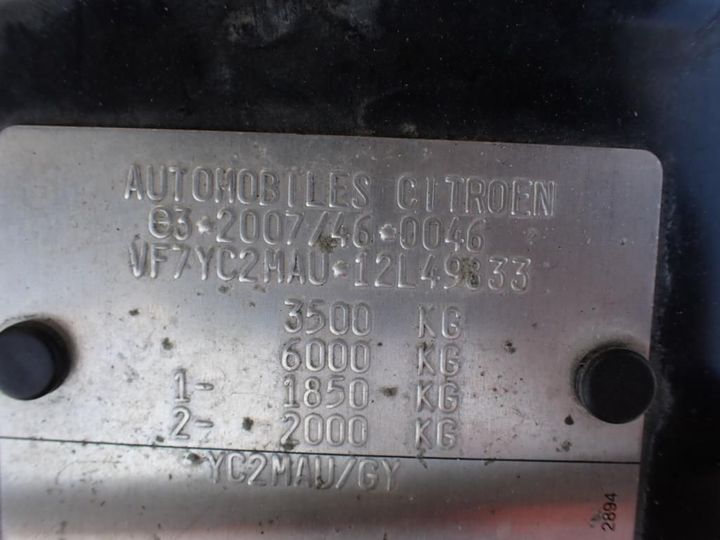 AUTOMOBILES CITROEN
e3*2007/46*0046
VF7YC2MAU*12L49833
3500 KG
6000 KG
1- 1850 KG
2- 2000 KG
YC2MAU/GY
2894